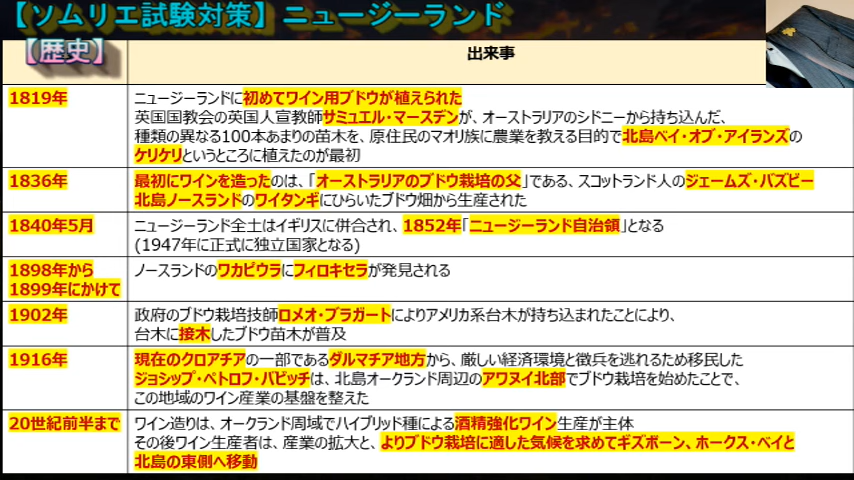 【ソムリエ試験対策】ニュージーランド
【歴史】
出来事
1819年
ニュージーランドに初めてワイン用ブドウが植えられた
英国国教会の英国人宣教師サミュエル・マースデンが、オーストラリアのシドニーから持ち込んだ、
種類の異なる100本あまりの苗木を、原住民のマオリ族に農業を教える目的で北島ベイ・オブ・アイランズの
ケリケリというところに植えたのが最初
1836年
最初にワインを造ったのは、「オーストラリアのブドウ栽培の父」である、スコットランド人のジェームズ・バズビー
北島ノースランドのワイタンギにひらいたブドウ畑から生産された
1840年5月
ニュージーランド全土はイギリスに併合され、1852年「ニュージーランド自治領」となる
(1947年に正式に独立国家となる)
1898年から
1899年にかけて
ノースランドのワカピウラにフィロキセラが発見される
1902年
政府のブドウ栽培技師ロメオ・ブラガートによりアメリカ系台木が持ち込まれたことにより、
台木に接木したブドウ苗木が普及
1916年
現在のクロアチアの一部であるダルマチア地方から、厳しい経済環境と徴兵を逃れるため移民した
ジョシップ・ペトロフ・バビッチは、北島オークランド周辺のアワヌイ北部でブドウ栽培を始めたことで、
この地域のワイン産業の基盤を整えた
20世紀前半まで
ワイン造りは、オークランド周域でハイブリッド種による酒精強化ワイン生産が主体
その後ワイン生産者は、産業の拡大と、よりブドウ栽培に適した気候を求めてギズボーン、ホークス・ベイと
北島の東側へ移動